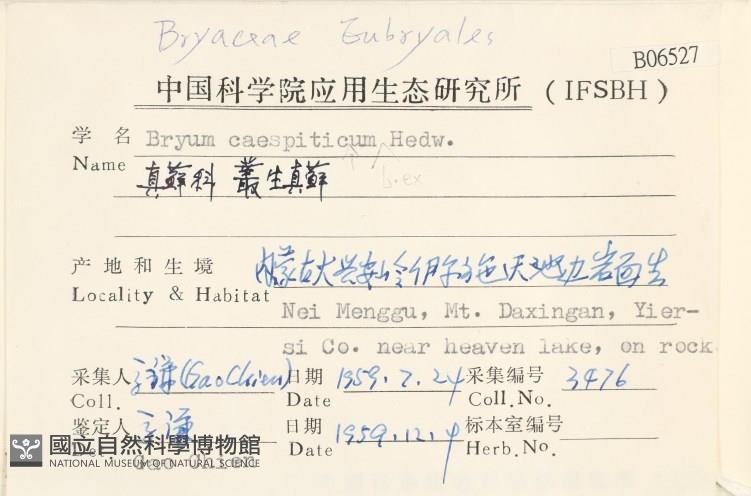 Bryaceae Eubryales
B06527
中国科学院应用生态研究所 (IFSBH)
学名 Bryum caespiticum Hedw.
Name
b.ex
真蘚科 叢生真蘚
产地和生境 内蒙古大兴安岭伊尔施天池边岩面生
Locality & Habitat
Nei Menggu, Mt. Daxingan, Yier-
si Co. near heaven lake, on rock
采集人 高谦(Gao Chien) 日期 1959.7.24 采集编号 3476
Coll. Date Coll.No.
鉴定人 高谦 日期 1959.12.4 标本室编号
Date Herb.No.
Gao Chien
國立自然科學博物館
NATIONAL MUSEUM OF NATURAL SCIENCE